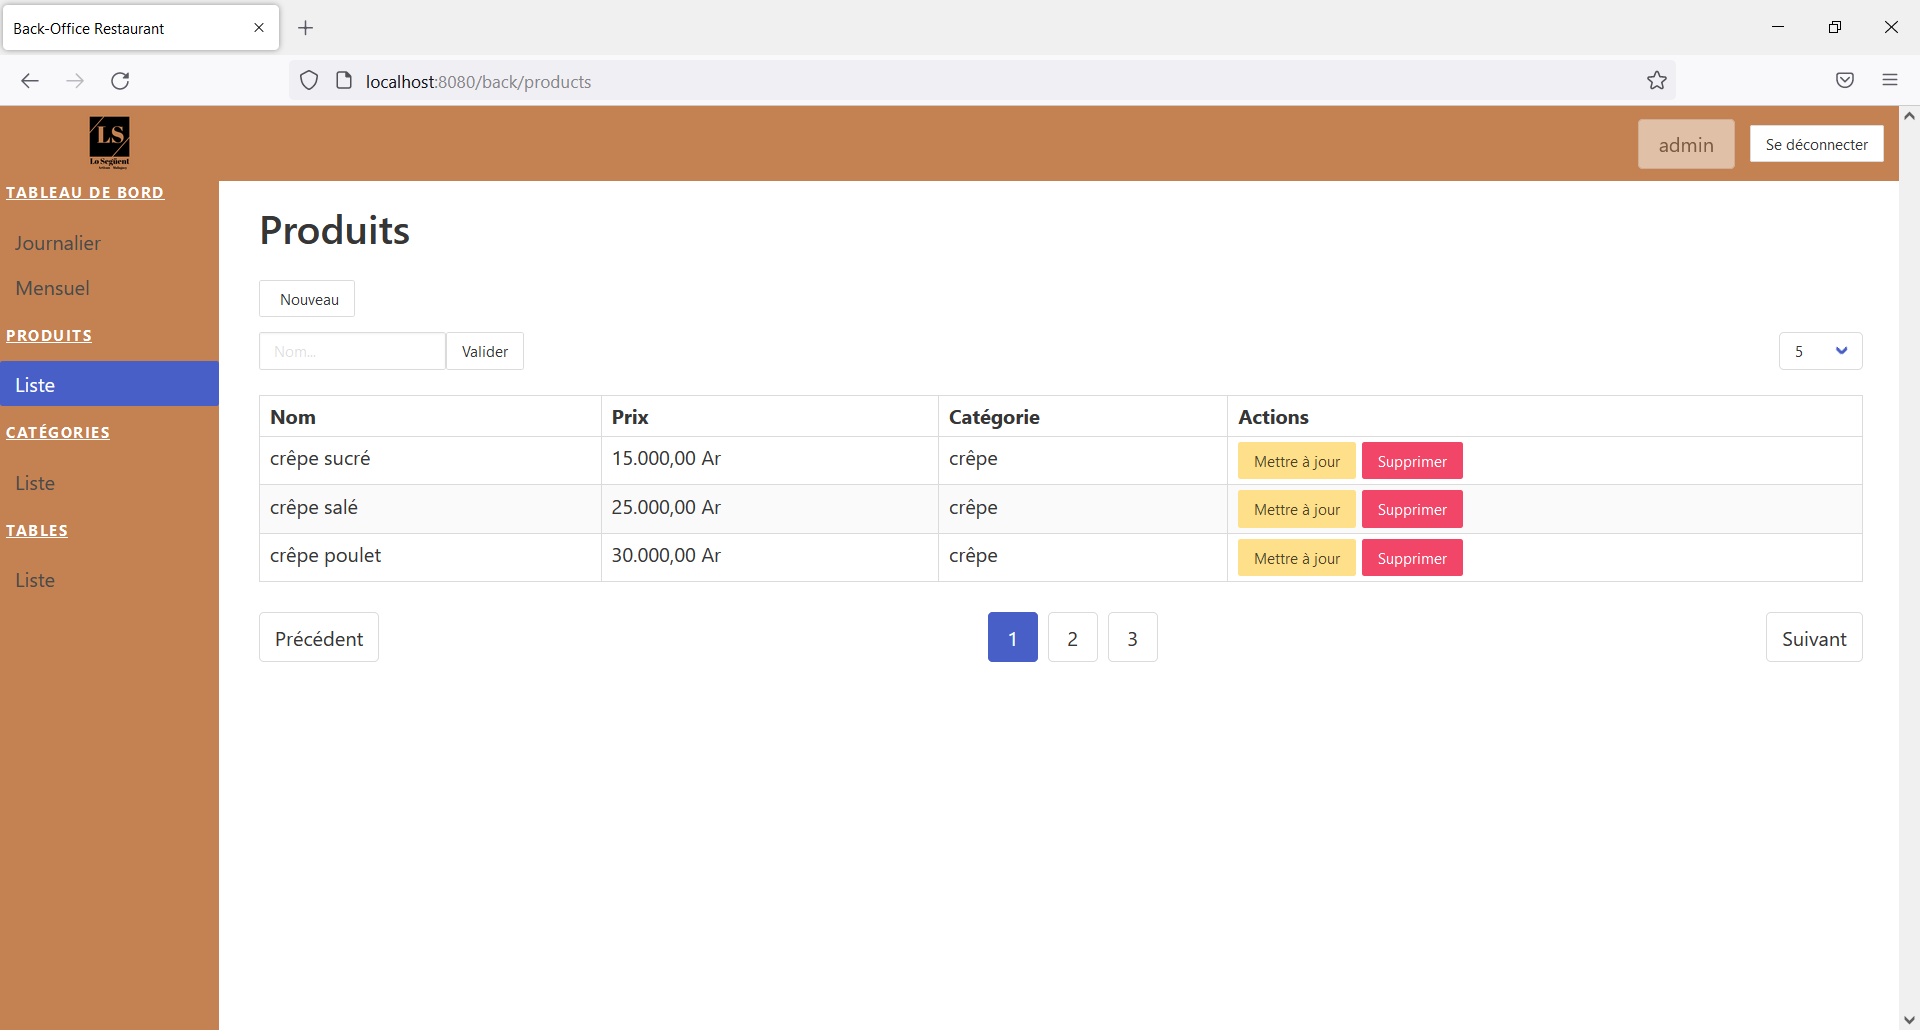 Back-Office Restaurant
localhost:8080/back/products
LS
Lo Següent
admin
Se déconnecter
TABLEAU DE BORD
Journalier
Mensuel
PRODUITS
Liste
CATÉGORIES
Liste
TABLES
Liste
Produits
Nouveau
Nom...
Valider
5
Nom Prix Catégorie Actions
crêpe sucré 15.000,00 Ar crêpe Mettre à jour Supprimer
crêpe salé 25.000,00 Ar crêpe Mettre à jour Supprimer
crêpe poulet 30.000,00 Ar crêpe Mettre à jour Supprimer
Précédent 1 2 3 Suivant